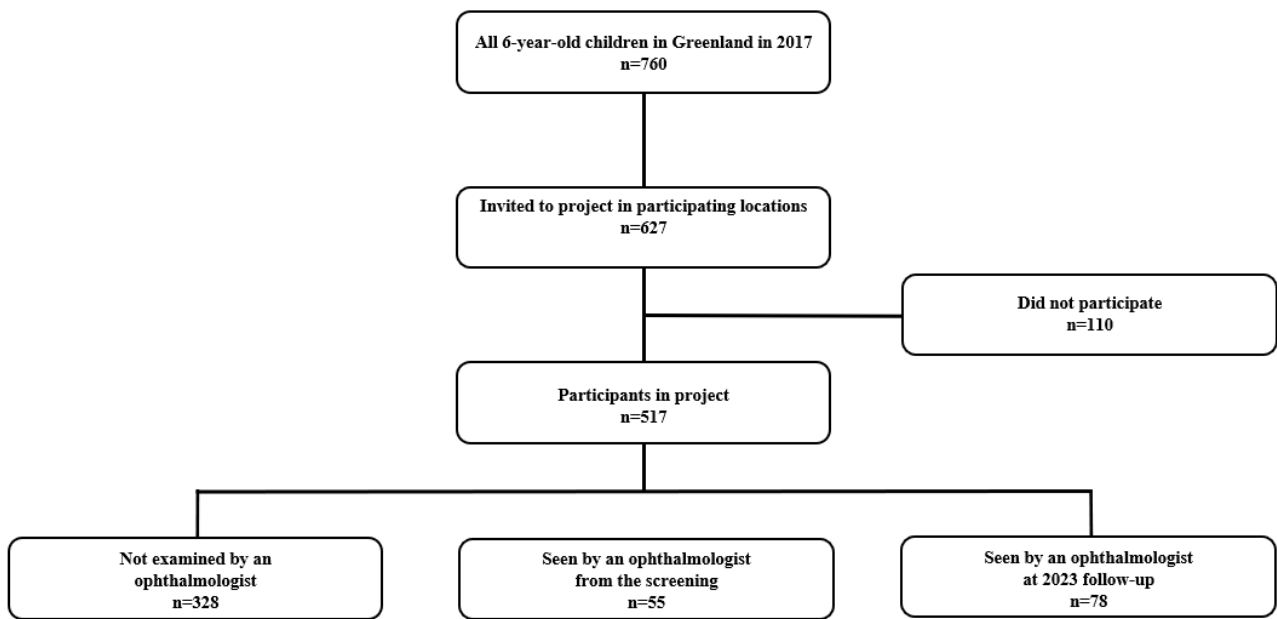 All 6-year-old children in Greenland in 2017
n=760
Invited to project in participating locations
n=627
Did not participate
n=110
Participants in project
n=517
Not examined by an
ophthalmologist
n=328
Seen by an ophthalmologist
from the screening
n=55
Seen by an ophthalmologist
at 2023 follow-up
n=78